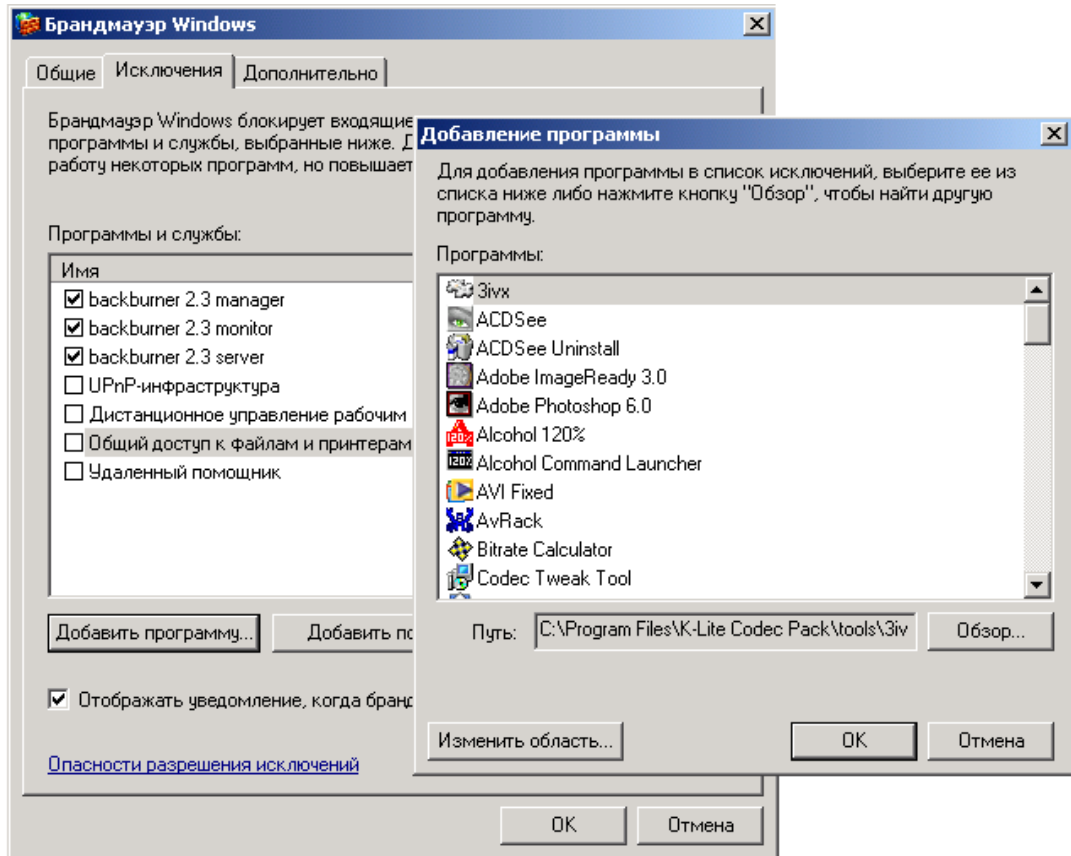 Брандмауэр Windows
Общие
Исключения
Дополнительно
Брандмауэр Windows блокирует входящие
программы и службы, выбранные ниже.
работу некоторых программ, но повышает
Программы и службы:
Имя
backburner 2.3 manager
backburner 2.3 monitor
backburner 2.3 server
UPnP-инфраструктура
Дистанционное управление рабочим
Общий доступ к файлам и принтерам
Удаленный помощник
Добавить программу...
Добавить по
Отображать уведомление, когда бранд
Опасности разрешения исключений
OK
Отмена
Добавление программы
Для добавления программы в список исключений, выберите ее из
списка ниже либо нажмите кнопку "Обзор", чтобы найти другую
программу.
Программы:
3ivx
ACDSee
ACDSee Uninstall
Adobe ImageReady 3.0
Adobe Photoshop 6.0
Alcohol 120%
Alcohol Command Launcher
AVI Fixed
AvRack
Bitrate Calculator
Codec Tweak Tool
Путь:
C:\Program Files\K-Lite Codec Pack\tools\3iv
Обзор...
Изменить область...
OK
Отмена